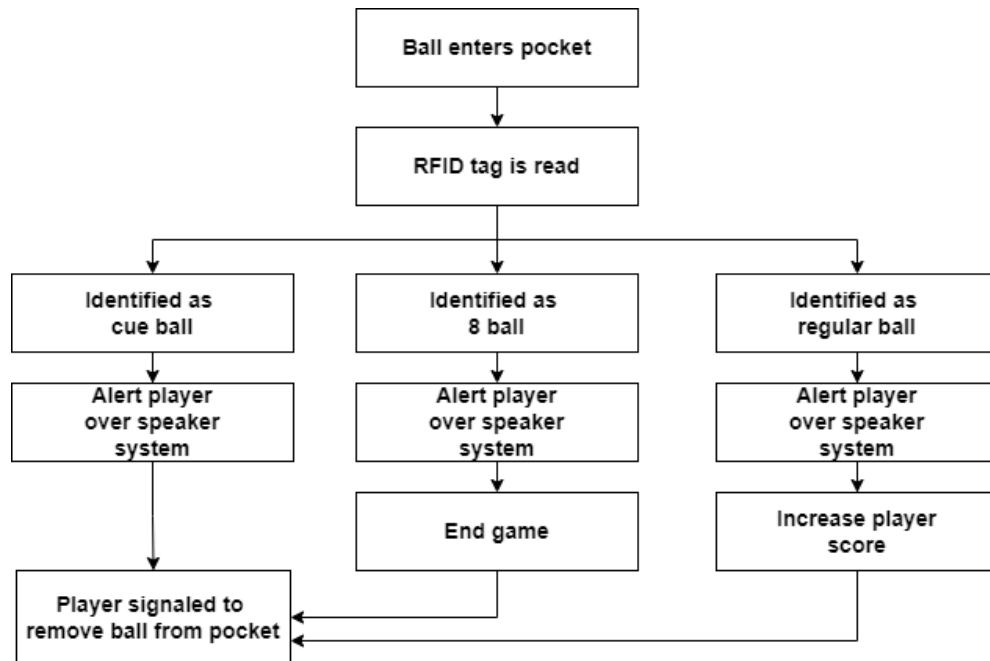 Ball enters pocket
RFID tag is read
Identified as
cue ball
Identified as
8 ball
Identified as
regular ball
Alert player
over speaker
system
Alert player
over speaker
system
Alert player
over speaker
system
End game
Increase player
score
Player signaled to
remove ball from pocket